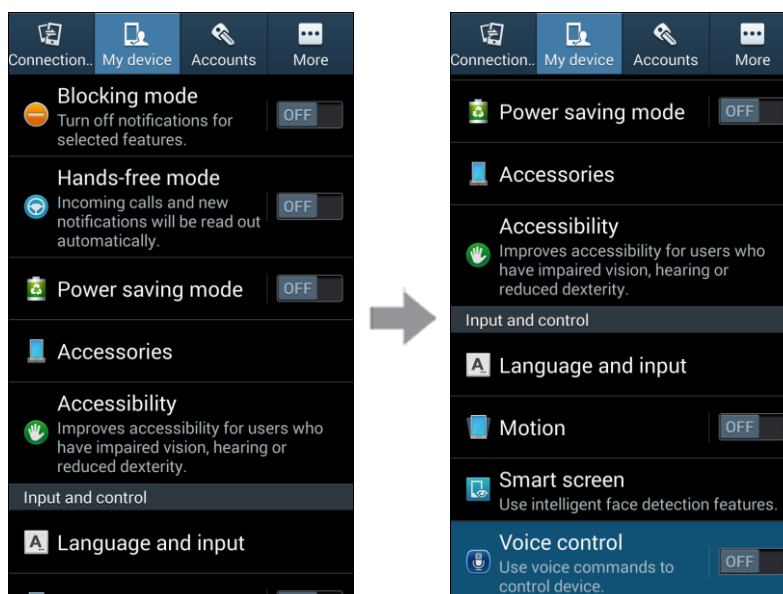 Connection..
My device
Accounts
More
Blocking mode
Turn off notifications for
selected features.
OFF
Hands-free mode
Incoming calls and new
notifications will be read out
automatically.
OFF
Power saving mode
OFF
Accessories
Accessibility
Improves accessibility for users who
have impaired vision, hearing or
reduced dexterity.
Input and control
A
Language and input
Connection..
My device
Accounts
More
Power saving mode
OFF
Accessories
Accessibility
Improves accessibility for users who
have impaired vision, hearing or
reduced dexterity.
Input and control
A
Language and input
Motion
OFF
Smart screen
Use intelligent face detection features.
Voice control
Use voice commands to
control device.
OFF